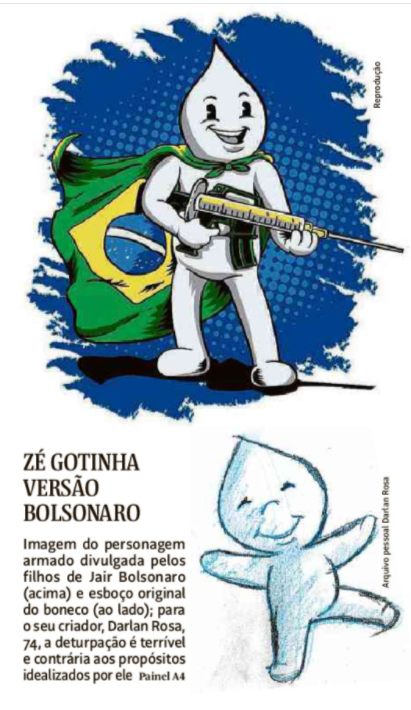 Reprodução
ZÉ GOTINHA
VERSÃO
BOLSONARO
Imagem do personagem
armado divulgada pelos
filhos de Jair Bolsonaro
(acima) e esboço original
do boneco (ao lado); para
o seu criador, Darlan Rosa,
74, a deturpação é terrível
e contrária aos propósitos
idealizados por ele Painel A4
Arquivo pessoal Darlan Rosa